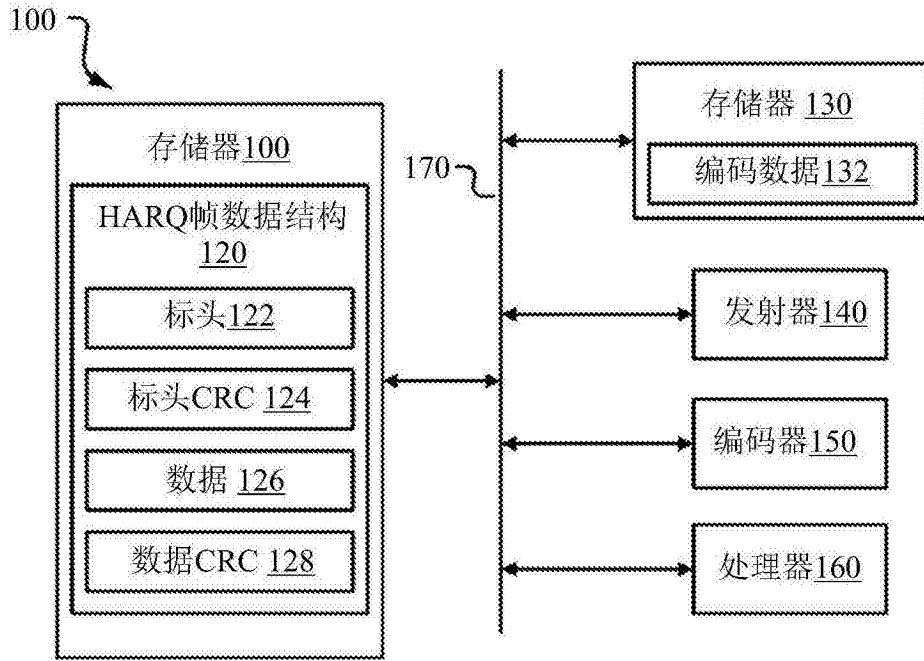 100
存储器100
HARQ帧数据结构
120
标头122
标头CRC 124
数据 126
数据CRC 128
170
存储器 130
编码数据132
发射器140
编码器150
处理器160